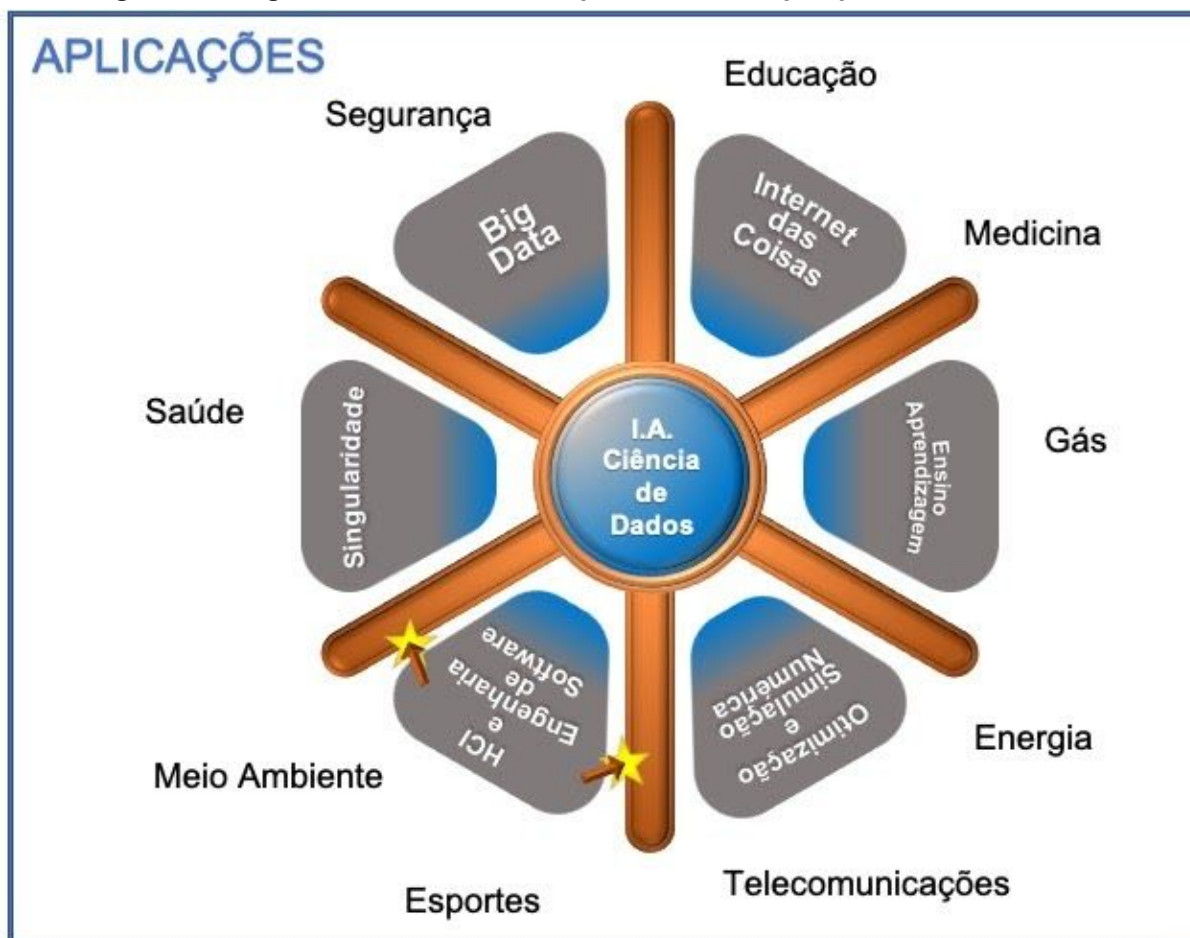 APLICAÇÕES
Educação
Segurança
Big
Data
Internet
das
Coisas
Medicina
Saúde
Singularidade
I.A.
Ciência
de
Dados
Ensino
Aprendizagem
Gás
HCI
e
Engenharia
de
Software
Otimização
e
Simulação
Numérica
Energia
Meio Ambiente
Esportes
Telecomunicações